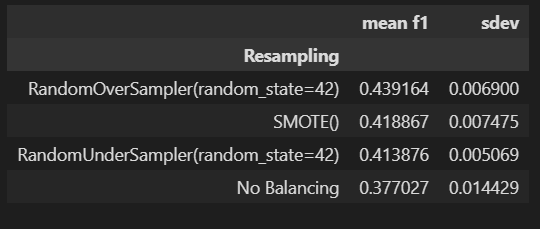 mean f1 sdev
Resampling
RandomOverSampler(random_state=42) 0.439164 0.006900
SMOTE() 0.418867 0.007475
RandomUnderSampler(random_state=42) 0.413876 0.005069
No Balancing 0.377027 0.014429